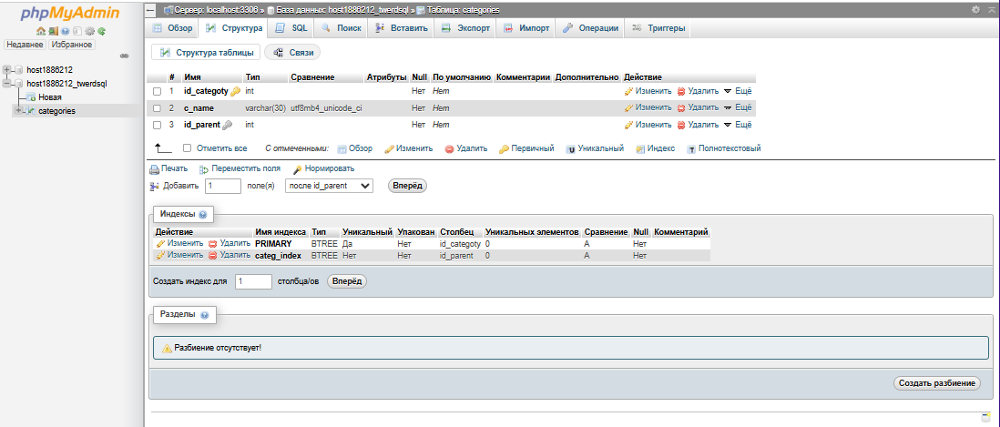 phpMyAdmin
Недавнее Избранное
host1886212
host1886212_twerdsql
Новая
categories
Сервер: localhost:3306 » База данных: host1886212_twerdsql » Таблица: categories
Обзор Структура SQL Поиск Вставить Экспорт Импорт Операции Триггеры
Структура таблицы Связи
# Имя Тип Сравнение Атрибуты Null По умолчанию Комментарии Дополнительно Действие
1 id_categoty int Нет Нет Изменить Удалить Ещё
2 c_name varchar(30) utf8mb4_unicode_ci Нет Нет Изменить Удалить Ещё
3 id_parent int Нет Нет Изменить Удалить Ещё
Отметить все С отмеченными: Обзор Изменить Удалить Первичный Уникальный Индекс Полнотекстовый
Печать Переместить поля Нормировать
Добавить 1 поле(я) после id_parent Вперёд
Индексы
Действие Имя индекса Тип Уникальный Упакован Столбец Уникальных элементов Сравнение Null Комментарий
Изменить Удалить PRIMARY BTREE Да Нет id_categoty 0 A Нет
Изменить Удалить categ_index BTREE Нет Нет id_parent 0 A Нет
Создать индекс для 1 столбца/ов Вперёд
Разделы
Разбиение отсутствует!
Создать разбиение